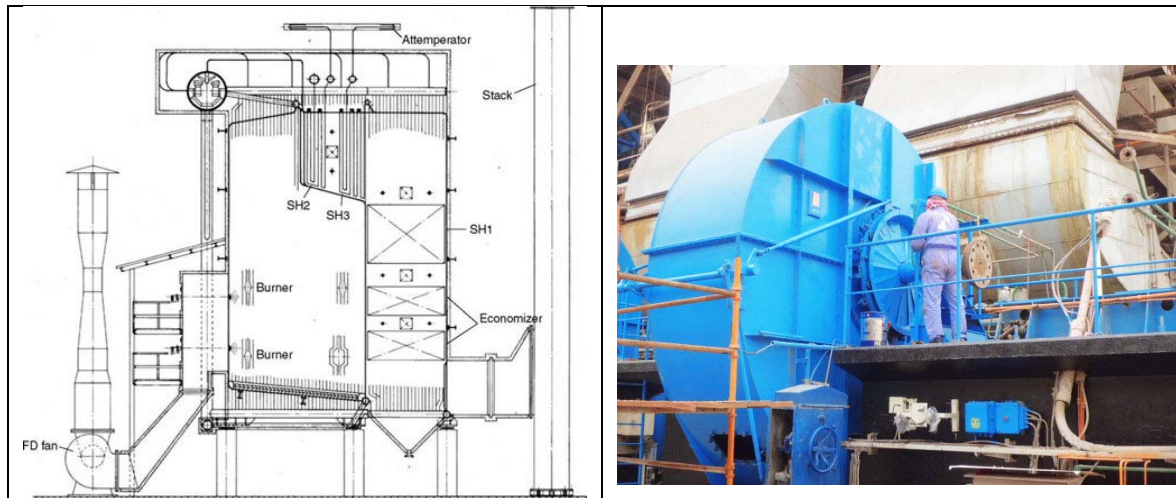 Attemperator
Stack
SH2
SH3
SH1
Burner
Economizer
Burner
FD fan